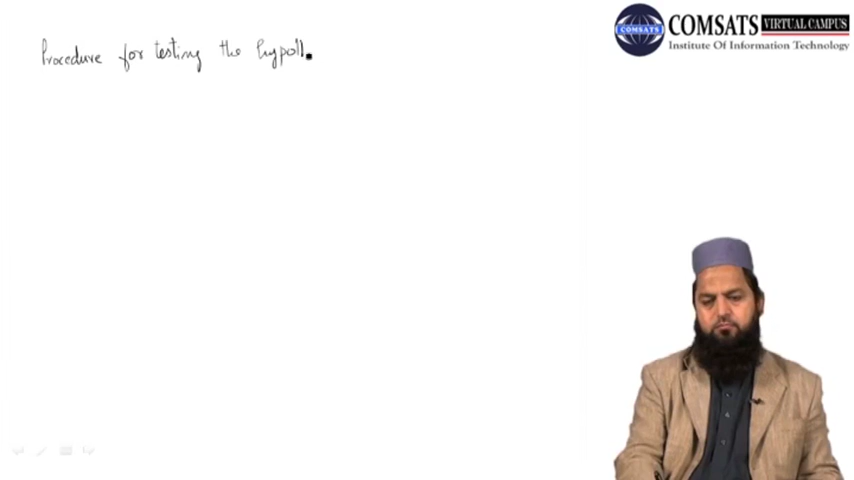 Procedure for testing the hypoth
COMSATS VIRTUAL CAMPUS
Institute Of Information Technology
COMSATS